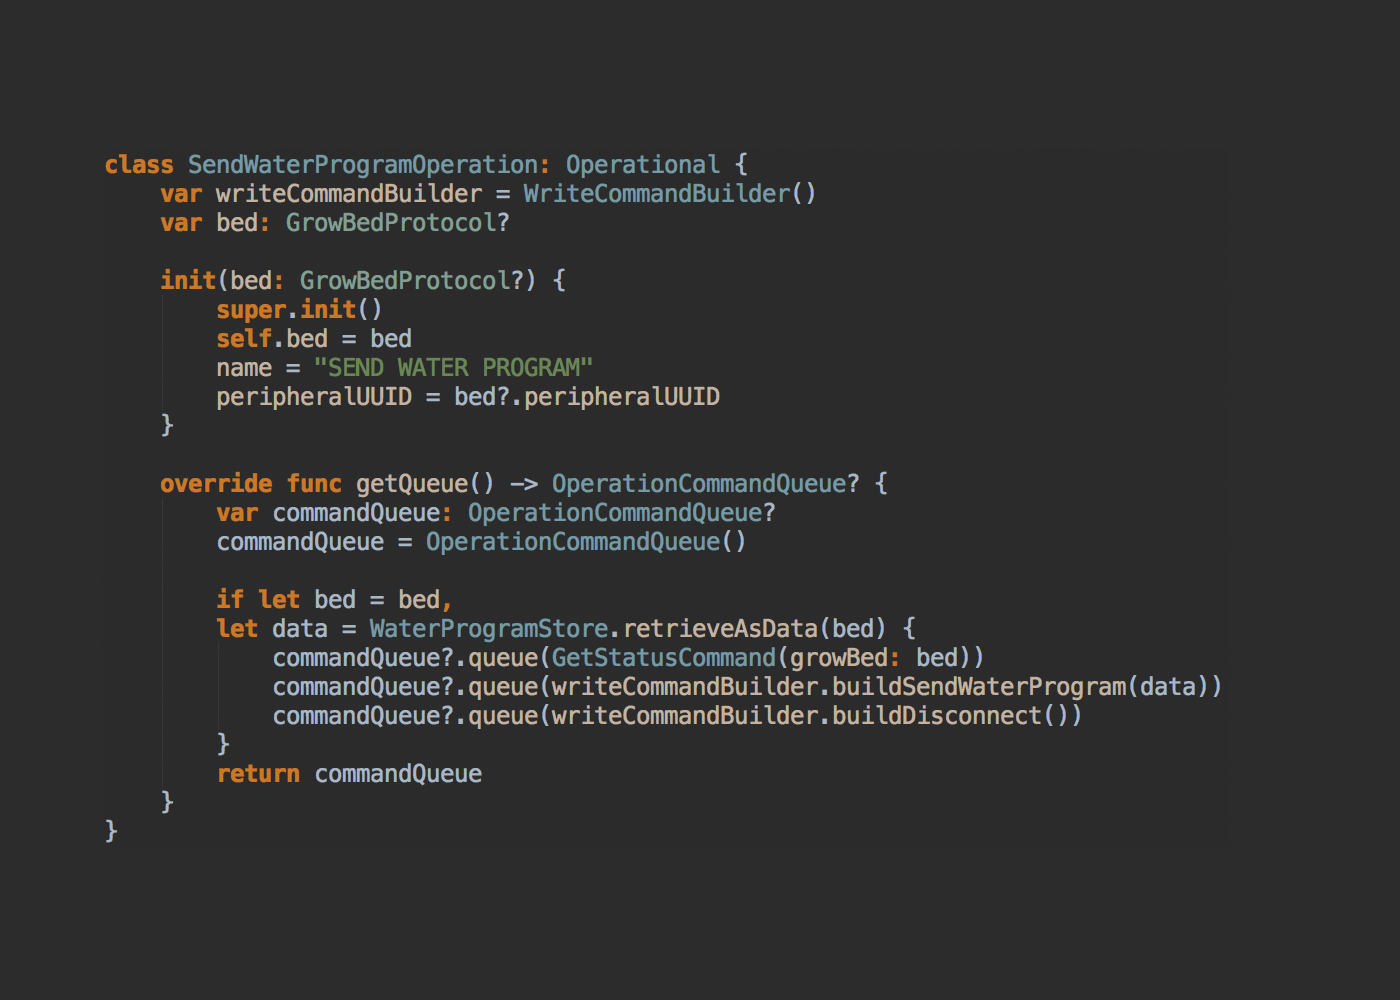 class SendWaterProgramOperation: Operational {
    var writeCommandBuilder = WriteCommandBuilder()
    var bed: GrowBedProtocol?

    init(bed: GrowBedProtocol?) {
        super.init()
        self.bed = bed
        name = "SEND WATER PROGRAM"
        peripheralUUID = bed?.peripheralUUID
    }

    override func getQueue() -> OperationCommandQueue? {
        var commandQueue: OperationCommandQueue?
        commandQueue = OperationCommandQueue()

        if let bed = bed,
        let data = WaterProgramStore.retrieveAsData(bed) {
            commandQueue?.queue(GetStatusCommand(growBed: bed))
            commandQueue?.queue(writeCommandBuilder.buildSendWaterProgram(data))
            commandQueue?.queue(writeCommandBuilder.buildDisconnect())
        }
        return commandQueue
    }
}